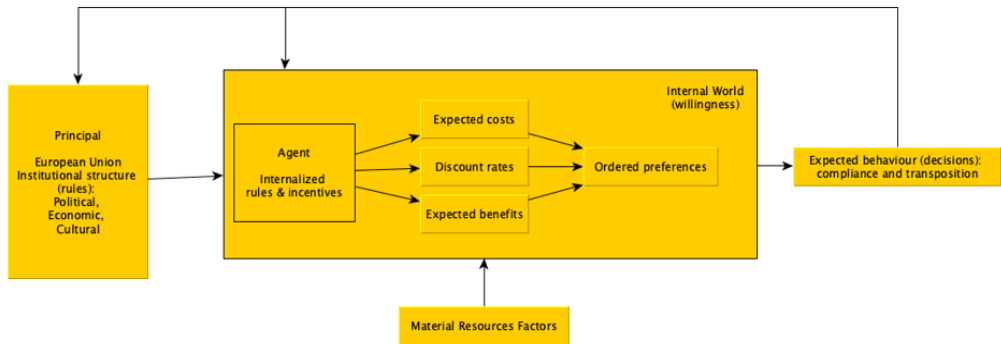 Principal
European Union
Institutional structure
(rules):
Political,
Economic,
Cultural
Internal World
(willingness)
Agent
Internalized
rules & incentives
Expected costs
Discount rates
Expected benefits
Ordered preferences
Expected behaviour (decisions):
compliance and transposition
Material Resources Factors